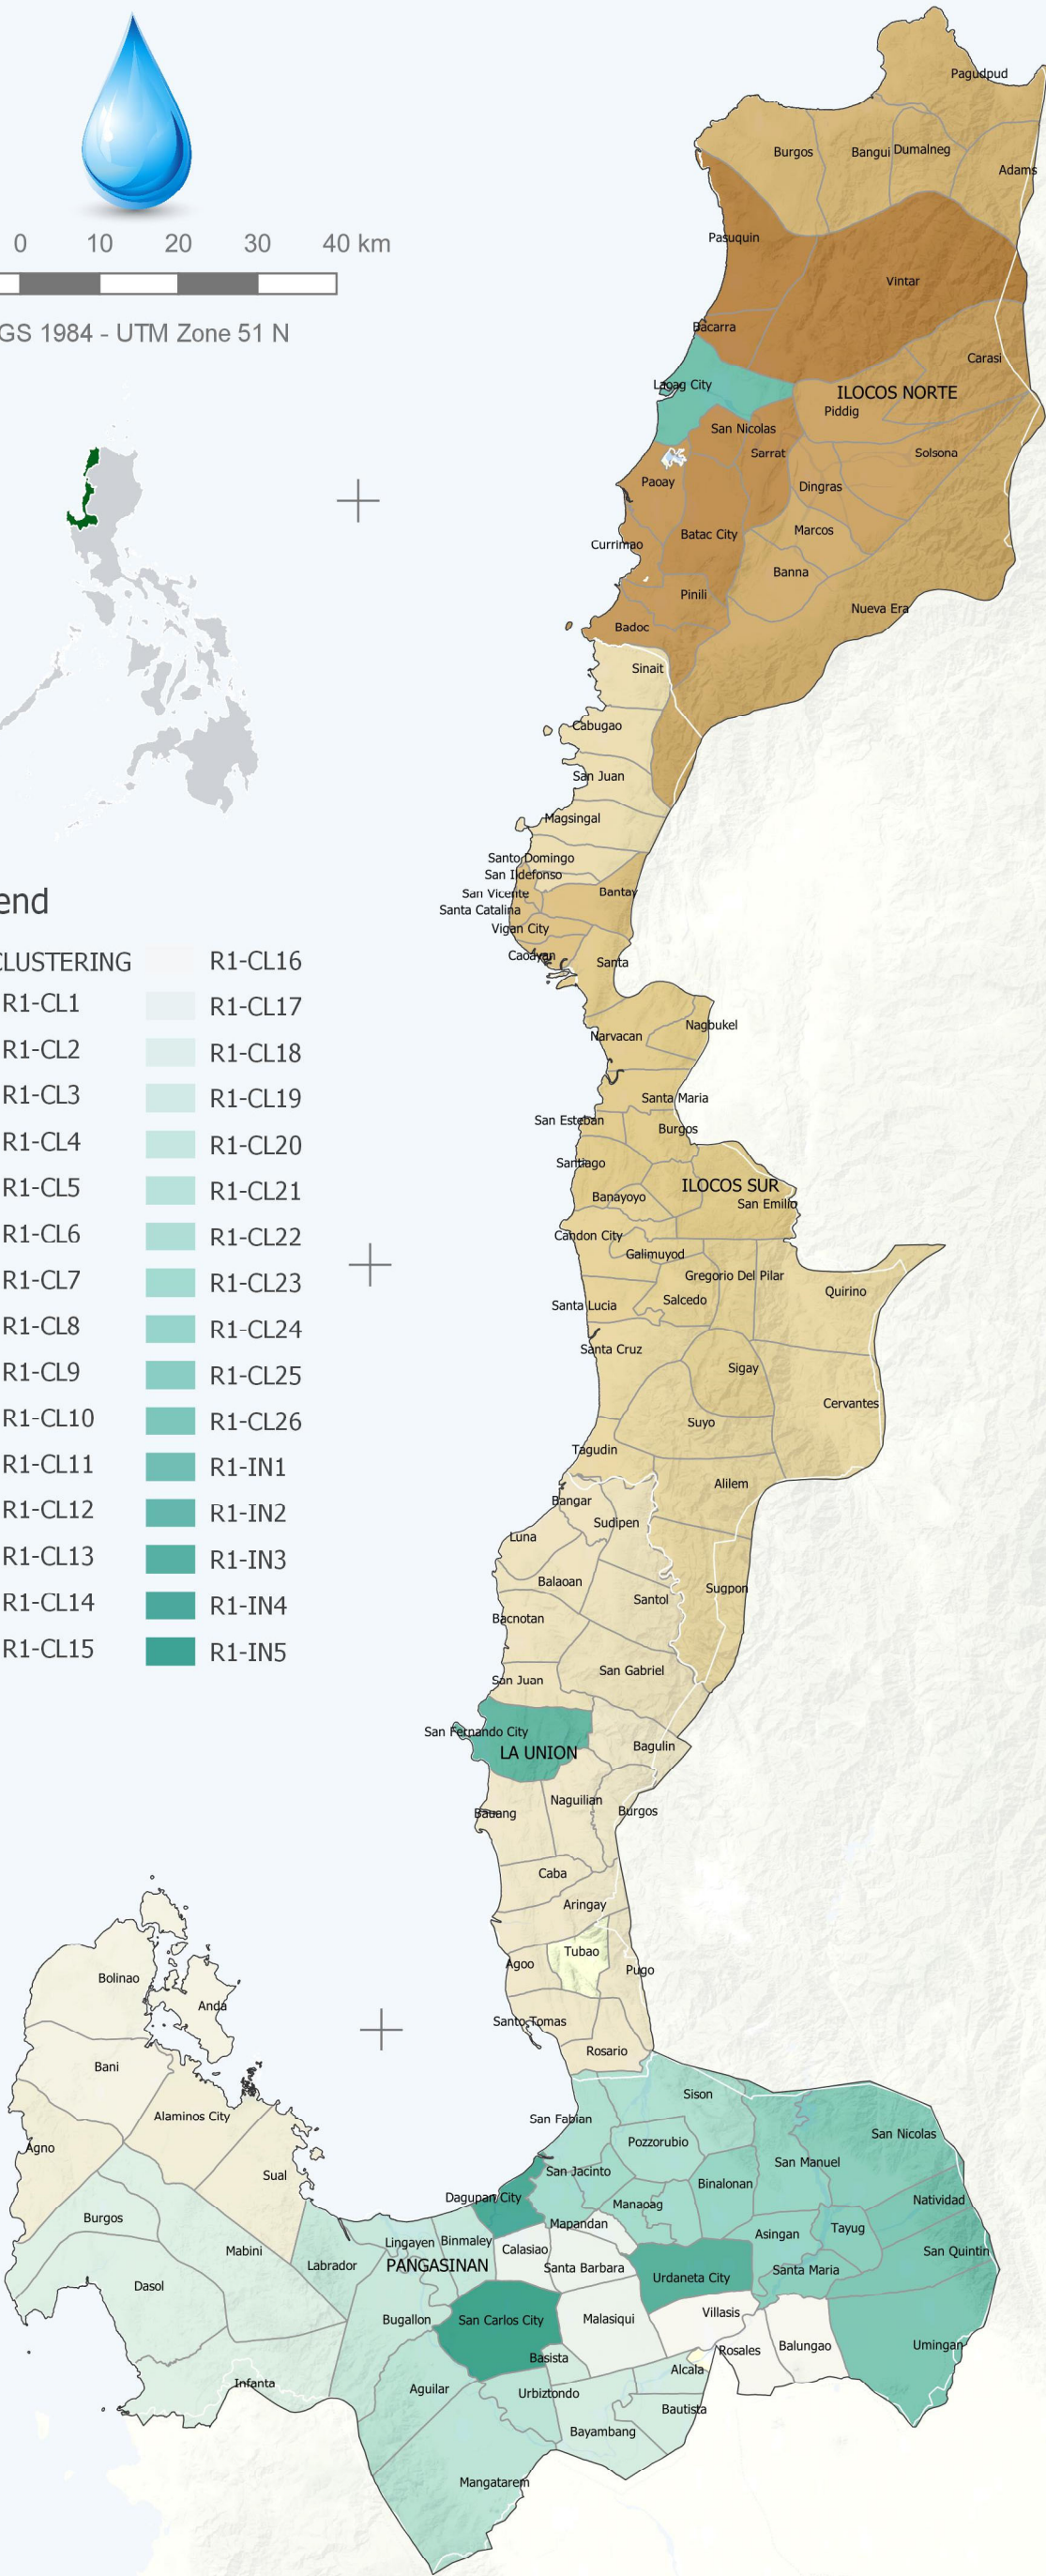 0 10 20 30 40 km
GS 1984 - UTM Zone 51 N
end
CLUSTERING
R1-CL1
R1-CL2
R1-CL3
R1-CL4
R1-CL5
R1-CL6
R1-CL7
R1-CL8
R1-CL9
R1-CL10
R1-CL11
R1-CL12
R1-CL13
R1-CL14
R1-CL15
R1-CL16
R1-CL17
R1-CL18
R1-CL19
R1-CL20
R1-CL21
R1-CL22
R1-CL23
R1-CL24
R1-CL25
R1-CL26
R1-IN1
R1-IN2
R1-IN3
R1-IN4
R1-IN5
Pagudpud
Burgos
Bangui
Dumalneg
Adams
Pasuquin
Vintar
Bacarra
Carasi
Laoag City
ILOCOS NORTE
Piddig
San Nicolas
Sarrat
Solsona
Paoay
Dingras
Batac City
Marcos
Currimao
Banna
Pinili
Nueva Era
Badoc
Sinait
Cabugao
San Juan
Magsingal
Santo Domingo
San Ildefonso
San Vicente
Bantay
Santa Catalina
Vigan City
Caoayan
Santa
Nagbukel
Narvacan
Santa Maria
San Esteban
Burgos
Santiago
ILOCOS SUR
Banayoyo
San Emilio
Candon City
Galimuyod
Gregorio Del Pilar
Quirino
Salcedo
Santa Lucia
Santa Cruz
Sigay
Cervantes
Suyo
Tagudin
Alilem
Bangar
Sudipen
Luna
Balaoan
Sugpon
Santol
Bacnotan
San Gabriel
San Juan
San Fernando City
LA UNION
Bagulin
Naguilian
Burgos
Bauang
Caba
Aringay
Tubao
Agoo
Pugo
Santo Tomas
Rosario
Bolinao
Anda
Bani
Alaminos City
Agno
Sual
Burgos
Mabini
Dasol
Infanta
Labrador
Sison
San Fabian
San Nicolas
Pozzorubio
San Manuel
San Jacinto
Binalonan
Dagupan City
Manaoag
Natividad
Mapandan
Tayug
Asingan
Lingayen
Binmaley
Calasiao
San Quintin
PANGASINAN
Santa Barbara
Santa Maria
Urdaneta City
Bugallon
San Carlos City
Malasiqui
Villasis
Umingan
Balungao
Rosales
Basista
Alcala
Aguilar
Urbiztondo
Bautista
Bayambang
Mangatarem